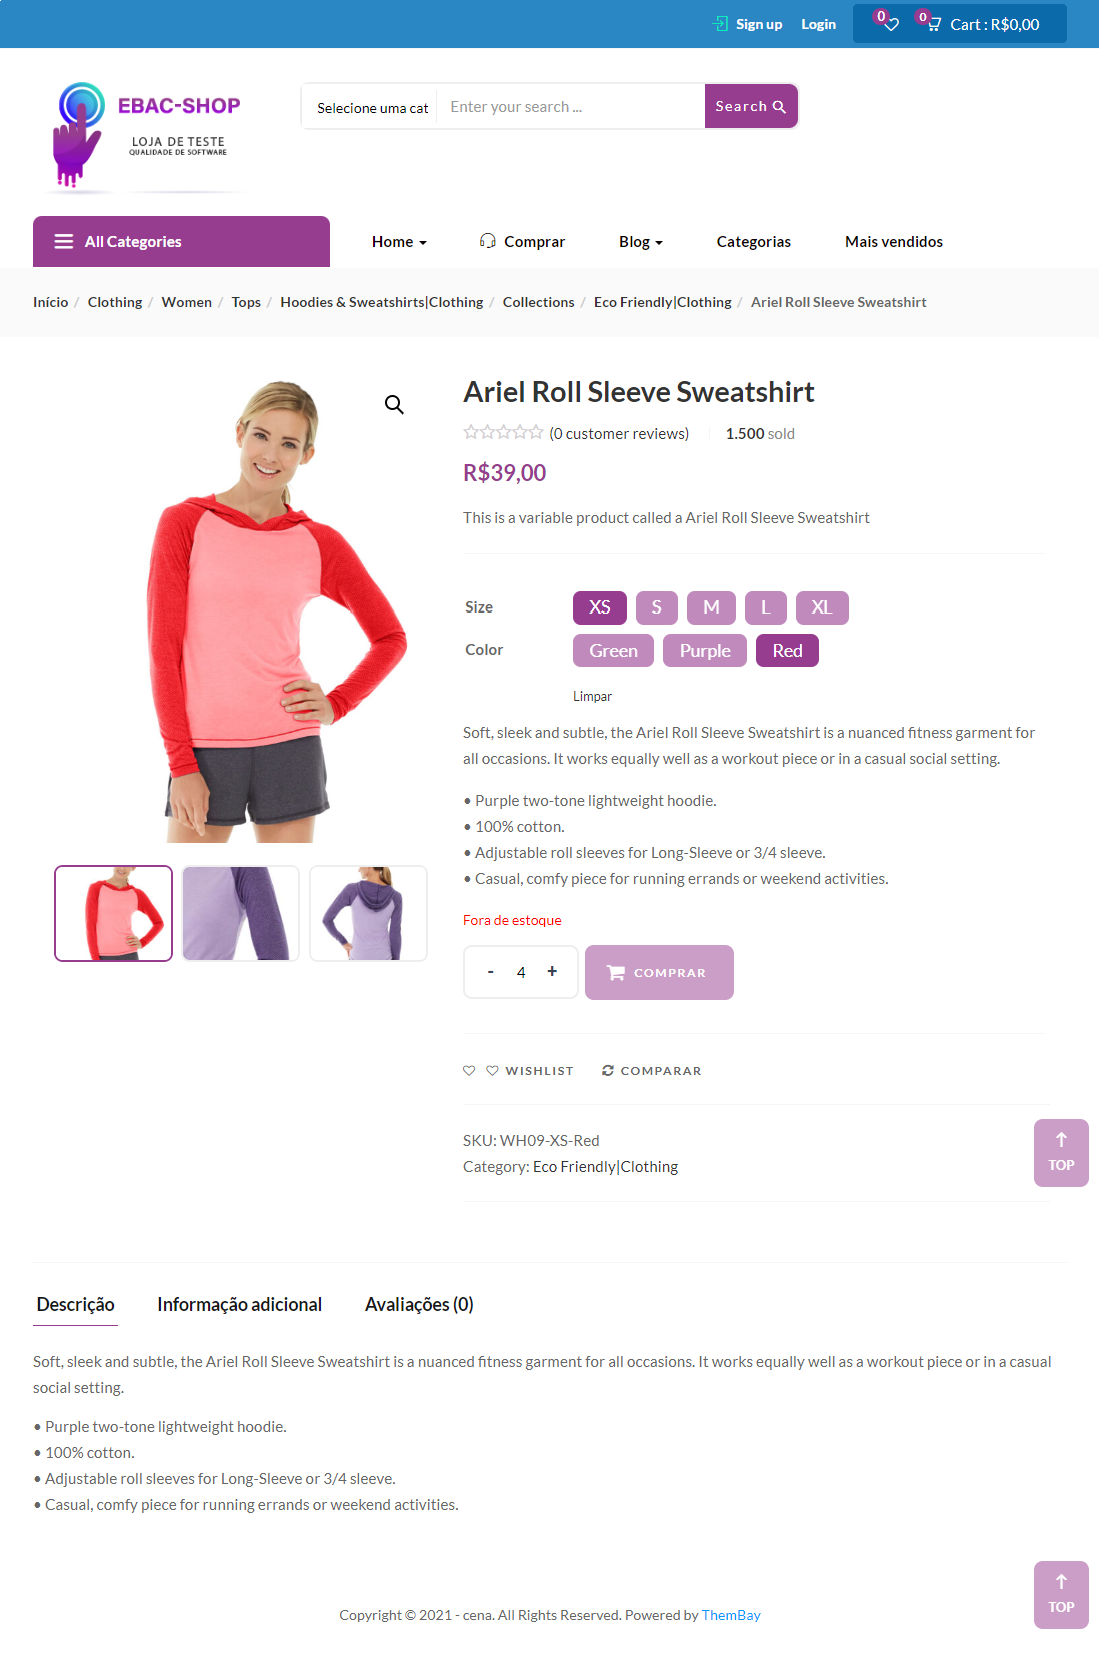 Sign up Login 0 0 Cart : R$0,00
EBAC-SHOP
LOJA DE TESTE
QUALIDADE DE SOFTWARE
Selecione uma cat Enter your search ... Search
All Categories Home Comprar Blog Categorias Mais vendidos
Início / Clothing / Women / Tops / Hoodies & Sweatshirts|Clothing / Collections / Eco Friendly|Clothing / Ariel Roll Sleeve Sweatshirt
Ariel Roll Sleeve Sweatshirt
(0 customer reviews) 1.500 sold
R$39,00
This is a variable product called a Ariel Roll Sleeve Sweatshirt
Size XS S M L XL
Color Green Purple Red
Limpar
Soft, sleek and subtle, the Ariel Roll Sleeve Sweatshirt is a nuanced fitness garment for
all occasions. It works equally well as a workout piece or in a casual social setting.
• Purple two-tone lightweight hoodie.
• 100% cotton.
• Adjustable roll sleeves for Long-Sleeve or 3/4 sleeve.
• Casual, comfy piece for running errands or weekend activities.
Fora de estoque
- 4 + COMPRAR
WISHLIST COMPARAR
SKU: WH09-XS-Red
Category: Eco Friendly|Clothing
TOP
Descrição Informação adicional Avaliações (0)
Soft, sleek and subtle, the Ariel Roll Sleeve Sweatshirt is a nuanced fitness garment for all occasions. It works equally well as a workout piece or in a casual
social setting.
• Purple two-tone lightweight hoodie.
• 100% cotton.
• Adjustable roll sleeves for Long-Sleeve or 3/4 sleeve.
• Casual, comfy piece for running errands or weekend activities.
TOP
Copyright © 2021 - cena. All Rights Reserved. Powered by ThemBay